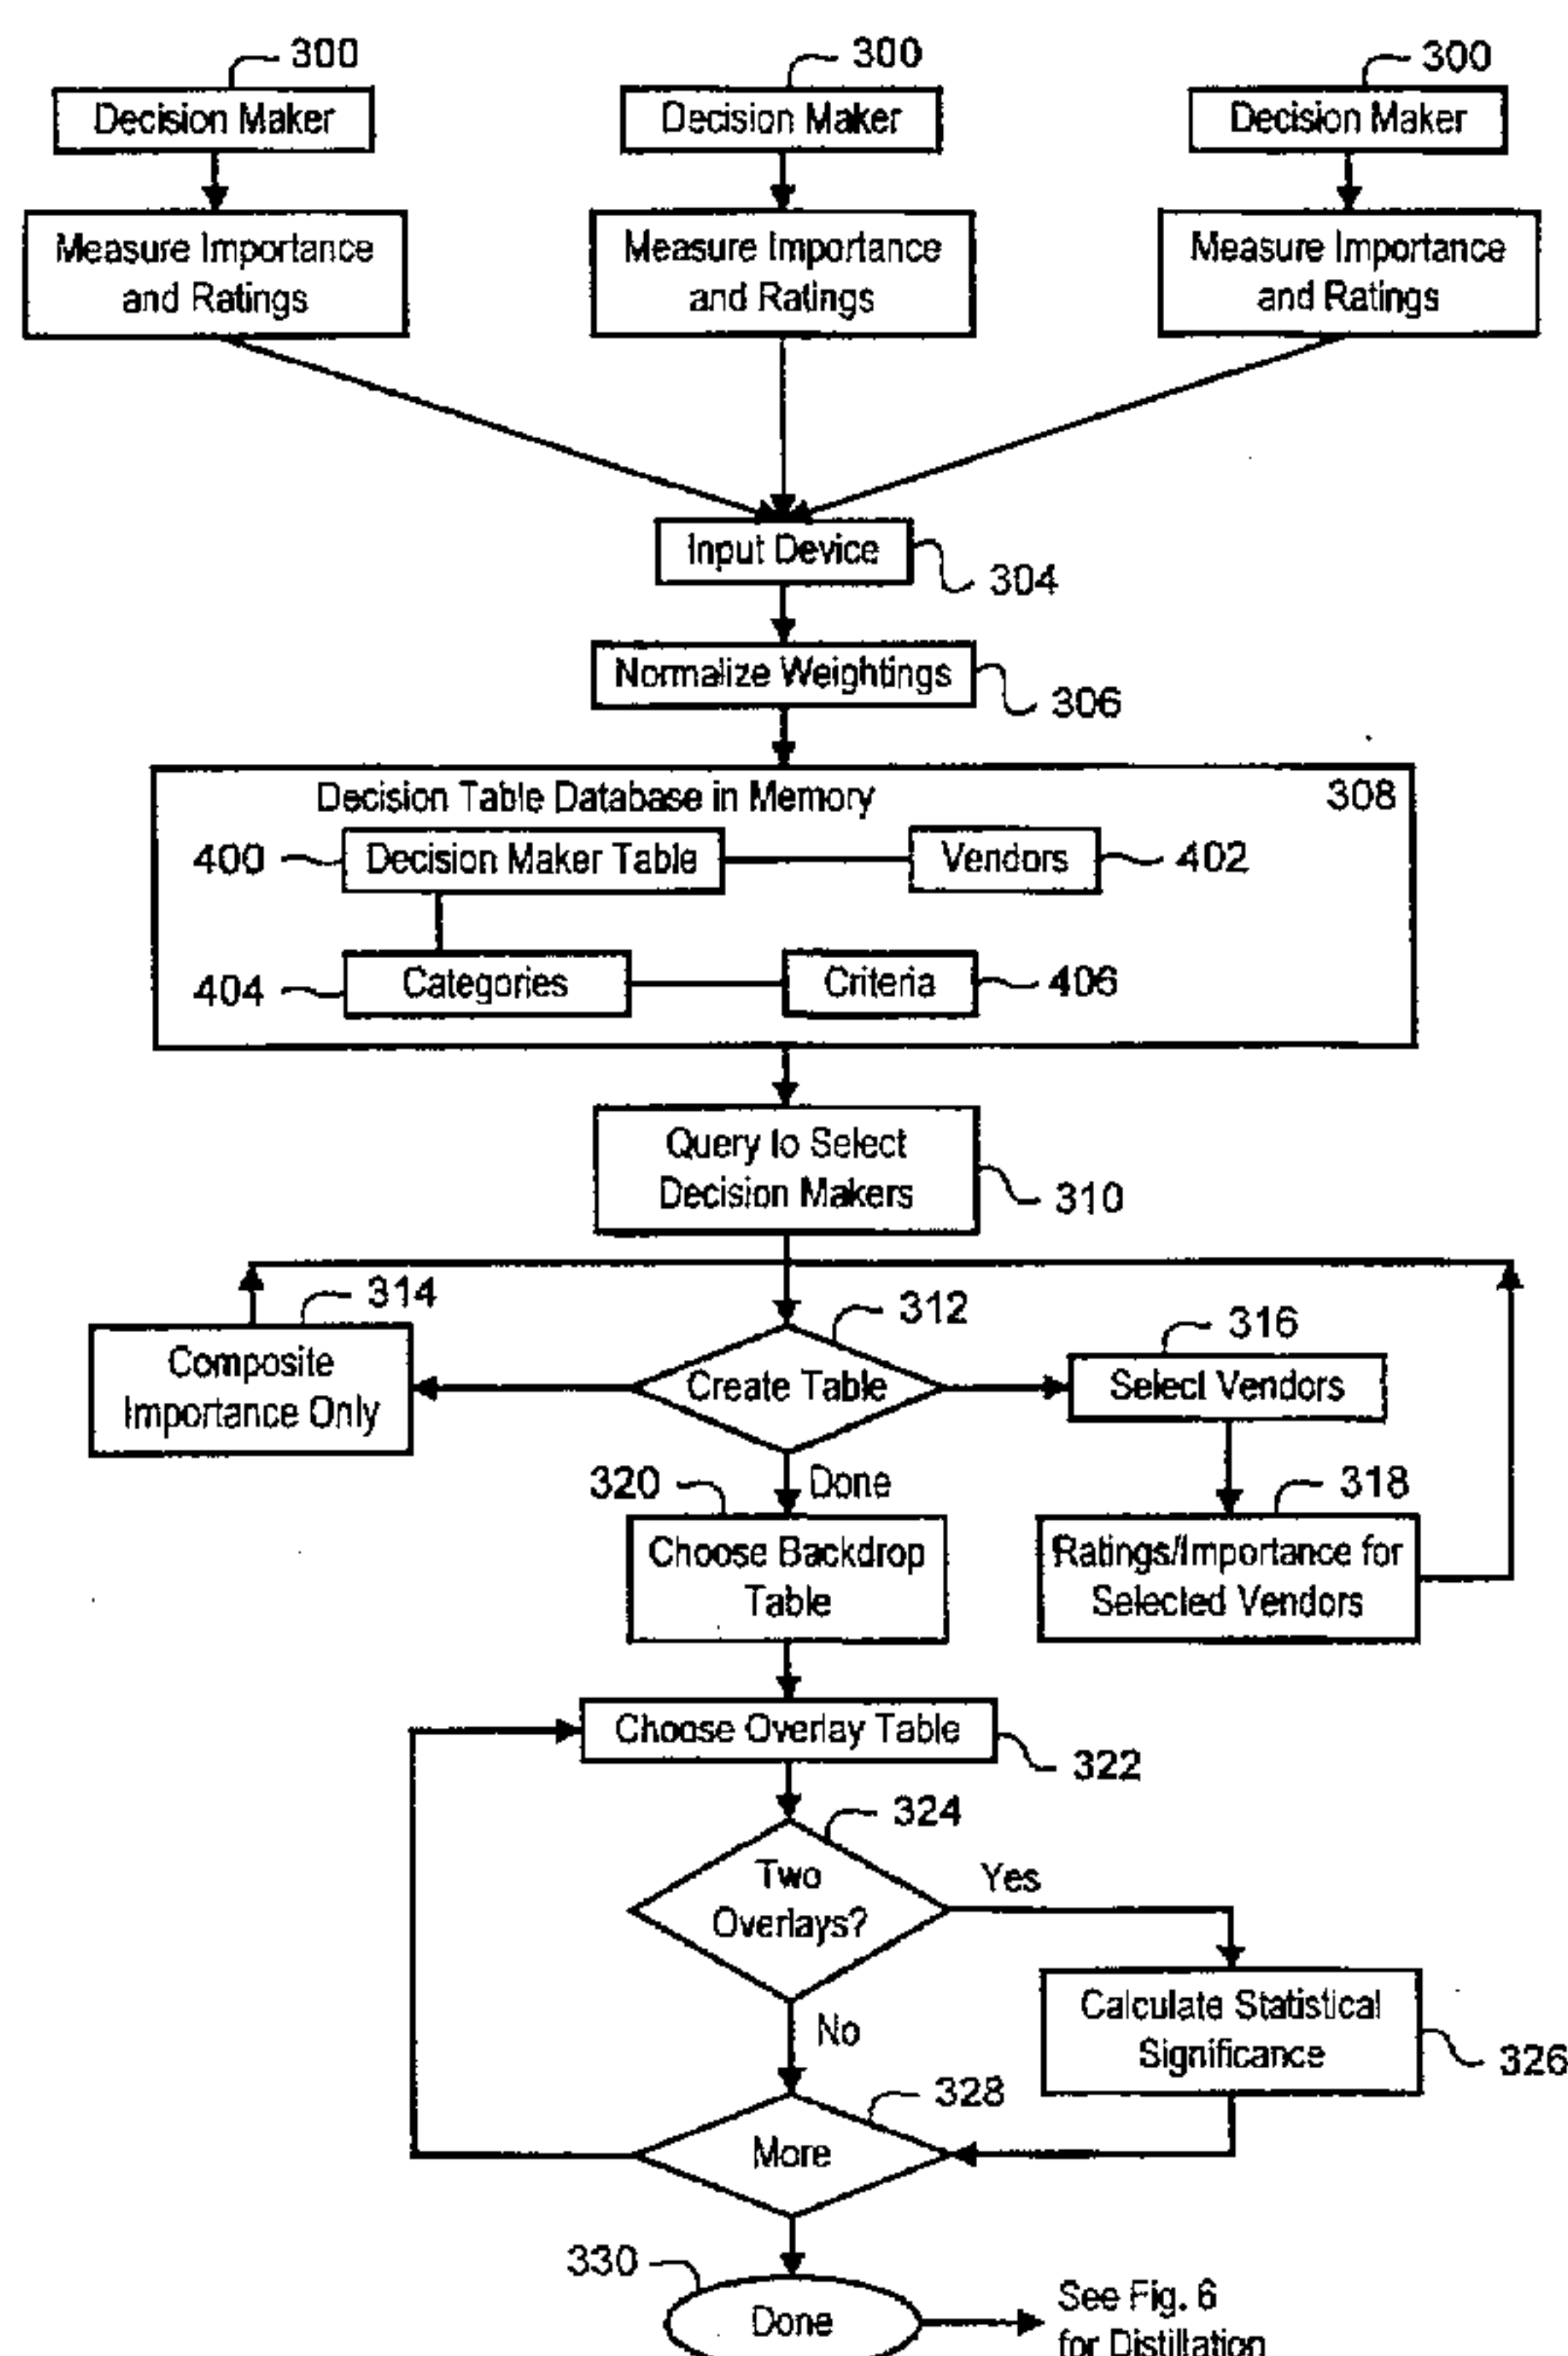 300
300
300
Decision Maker
Decision Maker
Decision Maker
Measure Importance
and Ratings
Measure Importance
and Ratings
Measure Importance
and Ratings
Input Device
304
Normalize Weightings
306
Decision Table Database in Memory
308
400
Decision Maker Table
Vendors
402
404
Categories
Criteria
406
Query to Select
Decision Makers
310
314
312
316
Composite
Importance Only
Create Table
Select Vendors
320
Done
318
Choose Backdrop
Table
Ratings/Importance for
Selected Vendors
Choose Overlay Table
322
324
Two
Overlays?
Yes
No
Calculate Statistical
Significance
326
328
More
330
Done
See Fig. 6
for Distillation